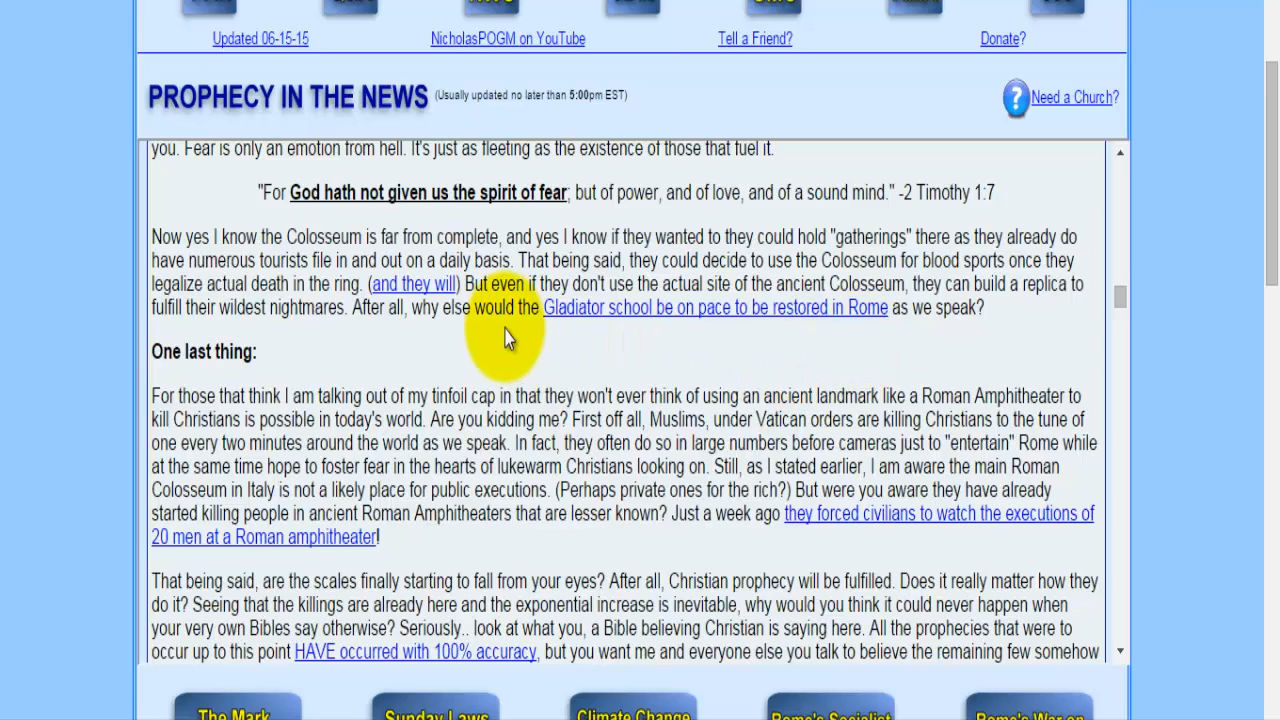 Updated 06-15-15 NicholasPOGM on YouTube Tell a Friend? Donate?
PROPHECY IN THE NEWS (Usually updated no later than 5:00pm EST) Need a Church?
you. Fear is only an emotion from hell. It's just as fleeting as the existence of those that fuel it.
"For God hath not given us the spirit of fear; but of power, and of love, and of a sound mind." -2 Timothy 1:7
Now yes I know the Colosseum is far from complete, and yes I know if they wanted to they could hold "gatherings" there as they already do
have numerous tourists file in and out on a daily basis. That being said, they could decide to use the Colosseum for blood sports once they
legalize actual death in the ring. (and they will) But even if they don't use the actual site of the ancient Colosseum, they can build a replica to
fulfill their wildest nightmares. After all, why else would the Gladiator school be on pace to be restored in Rome as we speak?
One last thing:
For those that think I am talking out of my tinfoil cap in that they won't ever think of using an ancient landmark like a Roman Amphitheater to
kill Christians is possible in today's world. Are you kidding me? First off all, Muslims, under Vatican orders are killing Christians to the tune of
one every two minutes around the world as we speak. In fact, they often do so in large numbers before cameras just to "entertain" Rome while
at the same time hope to foster fear in the hearts of lukewarm Christians looking on. Still, as I stated earlier, I am aware the main Roman
Colosseum in Italy is not a likely place for public executions. (Perhaps private ones for the rich?) But were you aware they have already
started killing people in ancient Roman Amphitheaters that are lesser known? Just a week ago they forced civilians to watch the executions of
20 men at a Roman amphitheater!
That being said, are the scales finally starting to fall from your eyes? After all, Christian prophecy will be fulfilled. Does it really matter how they
do it? Seeing that the killings are already here and the exponential increase is inevitable, why would you think it could never happen when
your very own Bibles say otherwise? Seriously.. look at what you, a Bible believing Christian is saying here. All the prophecies that were to
occur up to this point HAVE occurred with 100% accuracy, but you want me and everyone else you talk to believe the remaining few somehow
The Mark Sunday Laws Climate Change Rome's Socialist Rome's War on